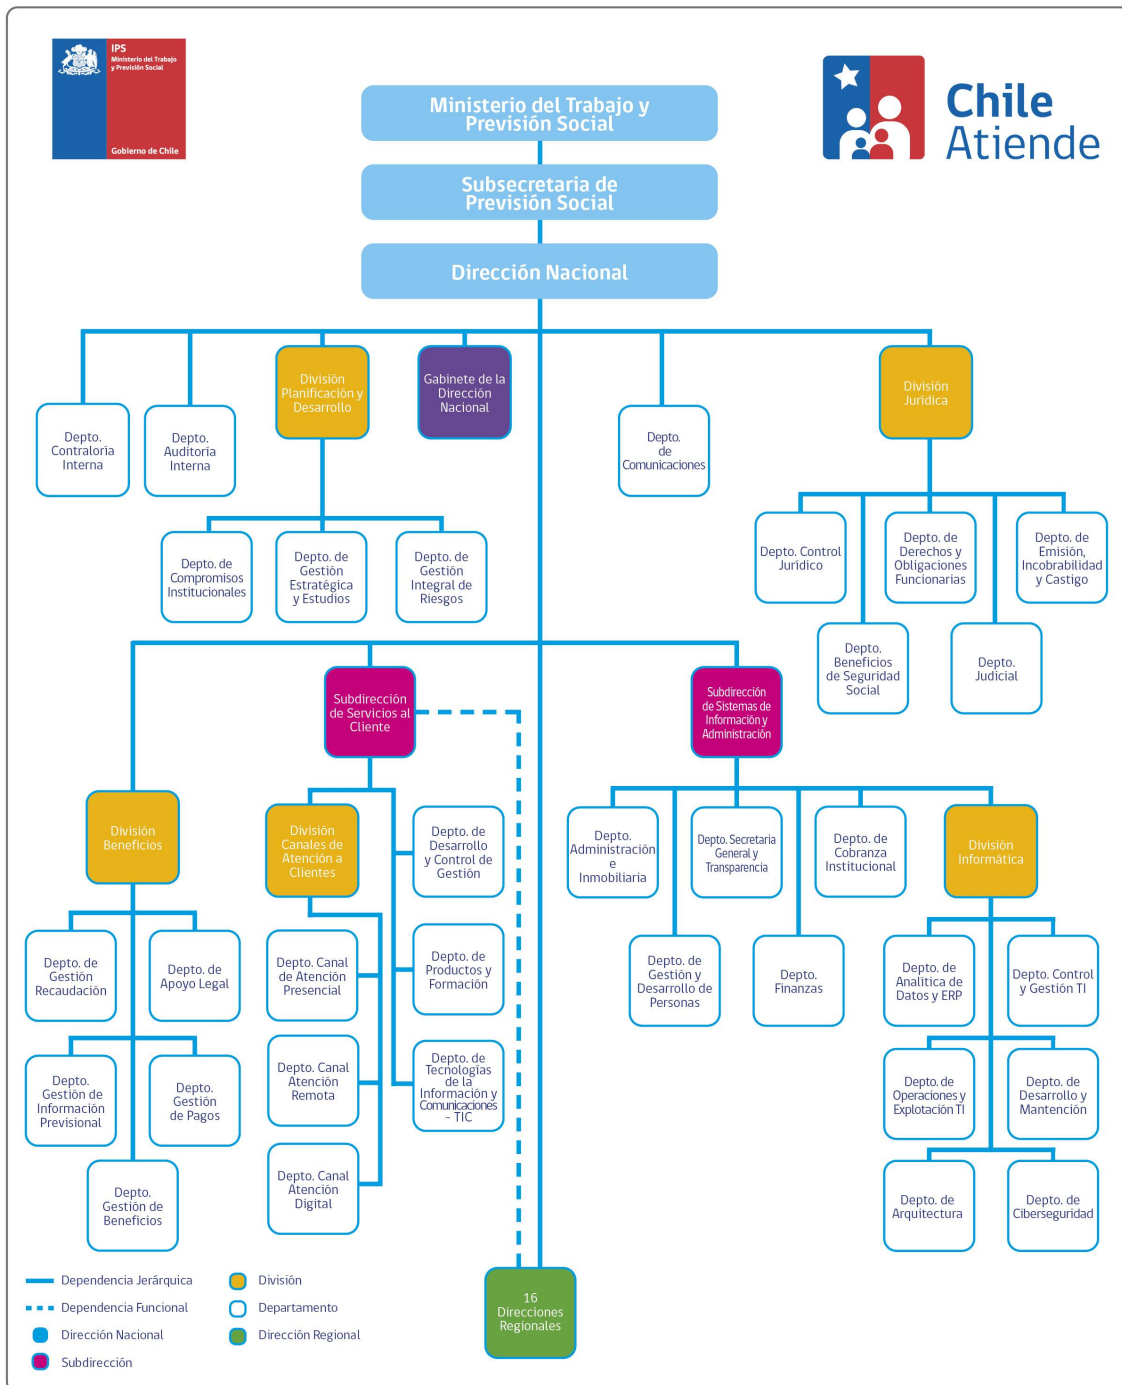 IPS
Ministerio del Trabajo
y Previsión Social
Gobierno de Chile
Chile
Atiende
Ministerio del Trabajo y
Previsión Social
Subsecretaria de
Previsión Social
Dirección Nacional
División
Planificación y
Desarrollo
Gabinete de la
Dirección
Nacional
División
Jurídica
Depto.
Contraloría
Interna
Depto.
Auditoría
Interna
Depto.
de
Comunicaciones
Depto. de
Compromisos
Institucionales
Depto. de
Gestión
Estratégica
y Estudios
Depto. de
Gestión
Integral de
Riesgos
Depto. Control
Jurídico
Depto. de
Derechos y
Obligaciones
Funcionarias
Depto. de
Emisión,
Incobrabilidad
y Castigo
Depto.
Beneficios
de Seguridad
Social
Depto.
Judicial
Subdirección
de Servicios al
Cliente
Subdirección
de Sistemas de
Información y
Administración
División
Beneficios
División
Canales de
Atención a
Clientes
Depto. de
Desarrollo
y Control de
Gestión
Depto.
Administración
e
Inmobiliaria
Depto. Secretaria
General y
Transparencia
Depto. de
Cobranza
Institucional
División
Informática
Depto. de
Gestión
Recaudación
Depto. de
Apoyo Legal
Depto. Canal
de Atención
Presencial
Depto. de
Productos y
Formación
Depto. de
Gestión y
Desarrollo de
Personas
Depto.
Finanzas
Depto. de
Analítica de
Datos y ERP
Depto. Control
y Gestión TI
Depto.
Gestión de
Información
Previsional
Depto.
Gestión
de Pagos
Depto. Canal
Atención
Remota
Depto. de
Tecnologías
de la
Información y
Comunicaciones
- TIC
Depto. de
Operaciones y
Explotación TI
Depto. de
Desarrollo y
Mantención
Depto.
Gestión de
Beneficios
Depto. Canal
Atención
Digital
Depto. de
Arquitectura
Depto. de
Ciberseguridad
16
Direcciones
Regionales
Dependencia Jerárquica
Dependencia Funcional
Dirección Nacional
Subdirección
División
Departamento
Dirección Regional